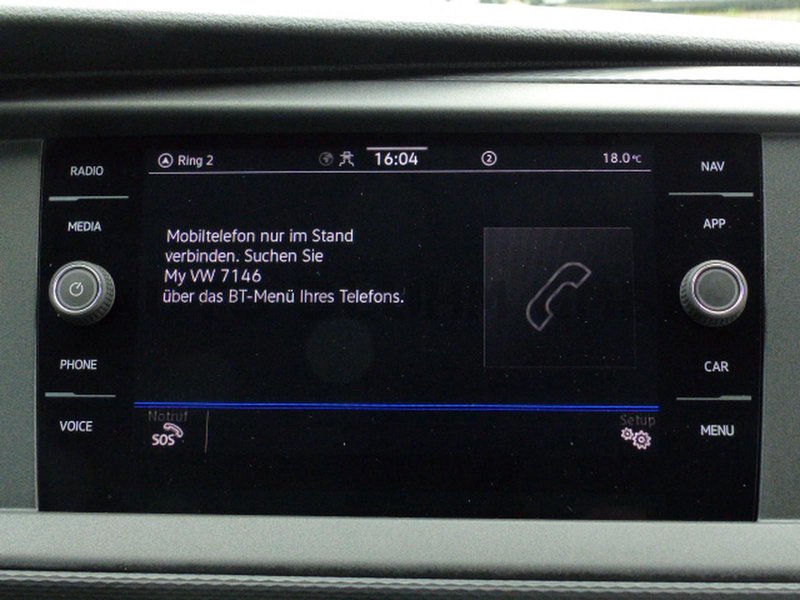 RADIO
MEDIA
PHONE
VOICE
Ring 2
16:04
2
18.0°C
Mobiltelefon nur im Stand
verbinden. Suchen Sie
My VW 7146
über das BT-Menü Ihres Telefons.
Notruf
SOS
Setup
NAV
APP
CAR
MENU